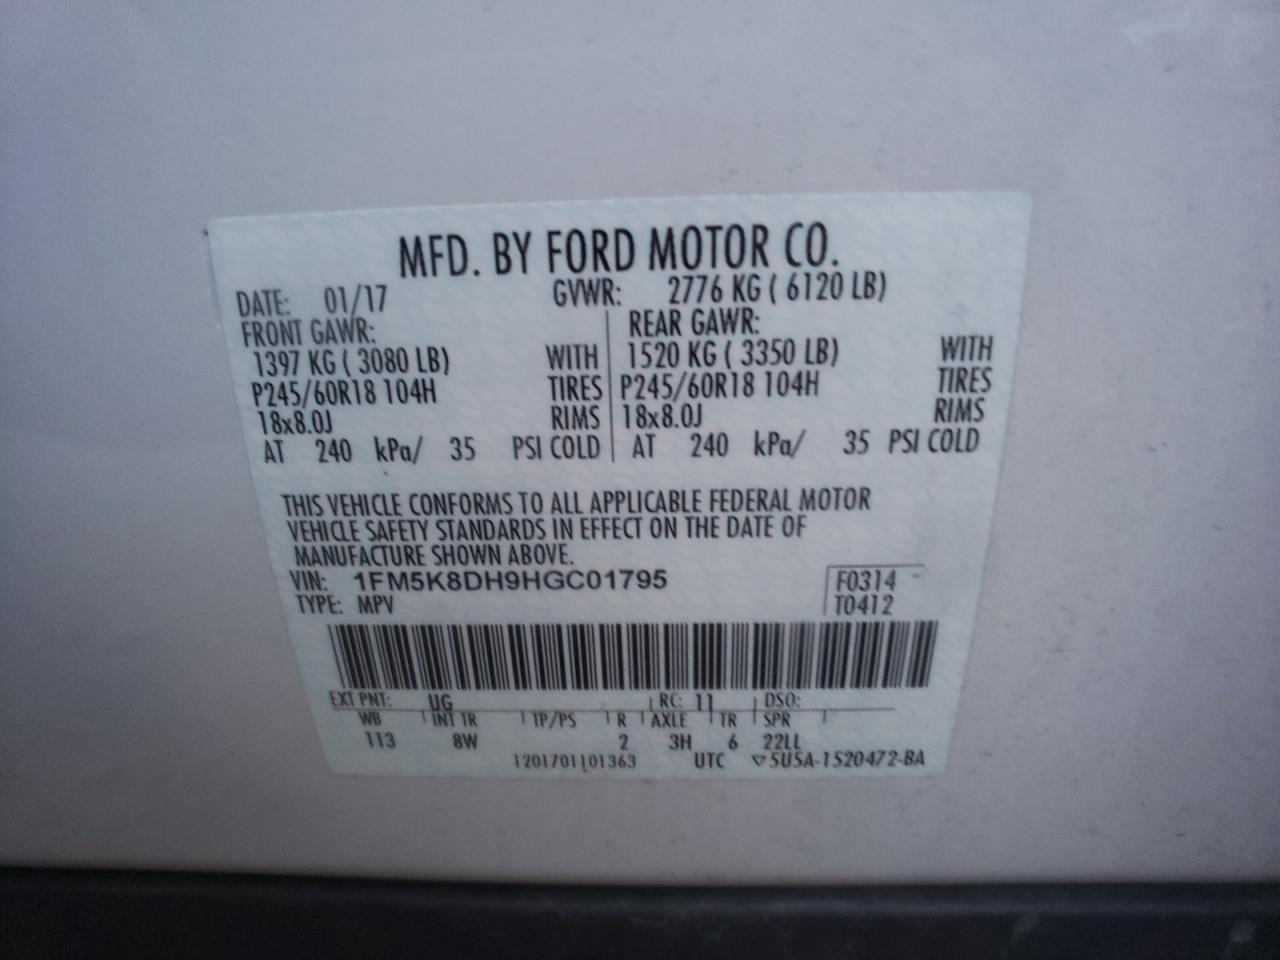 MFD. BY FORD MOTOR CO.
DATE: 01/17 GVWR: 2776 KG ( 6120 LB)
FRONT GAWR: REAR GAWR:
1397 KG ( 3080 LB) WITH 1520 KG ( 3350 LB) WITH
P245/60R18 104H TIRES P245/60R18 104H TIRES
18x8.0J RIMS 18x8.0J RIMS
AT 240 kPa/ 35 PSI COLD AT 240 kPa/ 35 PSI COLD
THIS VEHICLE CONFORMS TO ALL APPLICABLE FEDERAL MOTOR
VEHICLE SAFETY STANDARDS IN EFFECT ON THE DATE OF
MANUFACTURE SHOWN ABOVE.
VIN: 1FM5K8DH9HGC01795 F0314
TYPE: MPV T0412
EXT PNT: UG RC: 11 DSO:
WB INT TR TP/PS R AXLE TR SPR
113 8W 2 3H 6 22LL
1201701101363 UTC ▽5U5A-1520472-BA